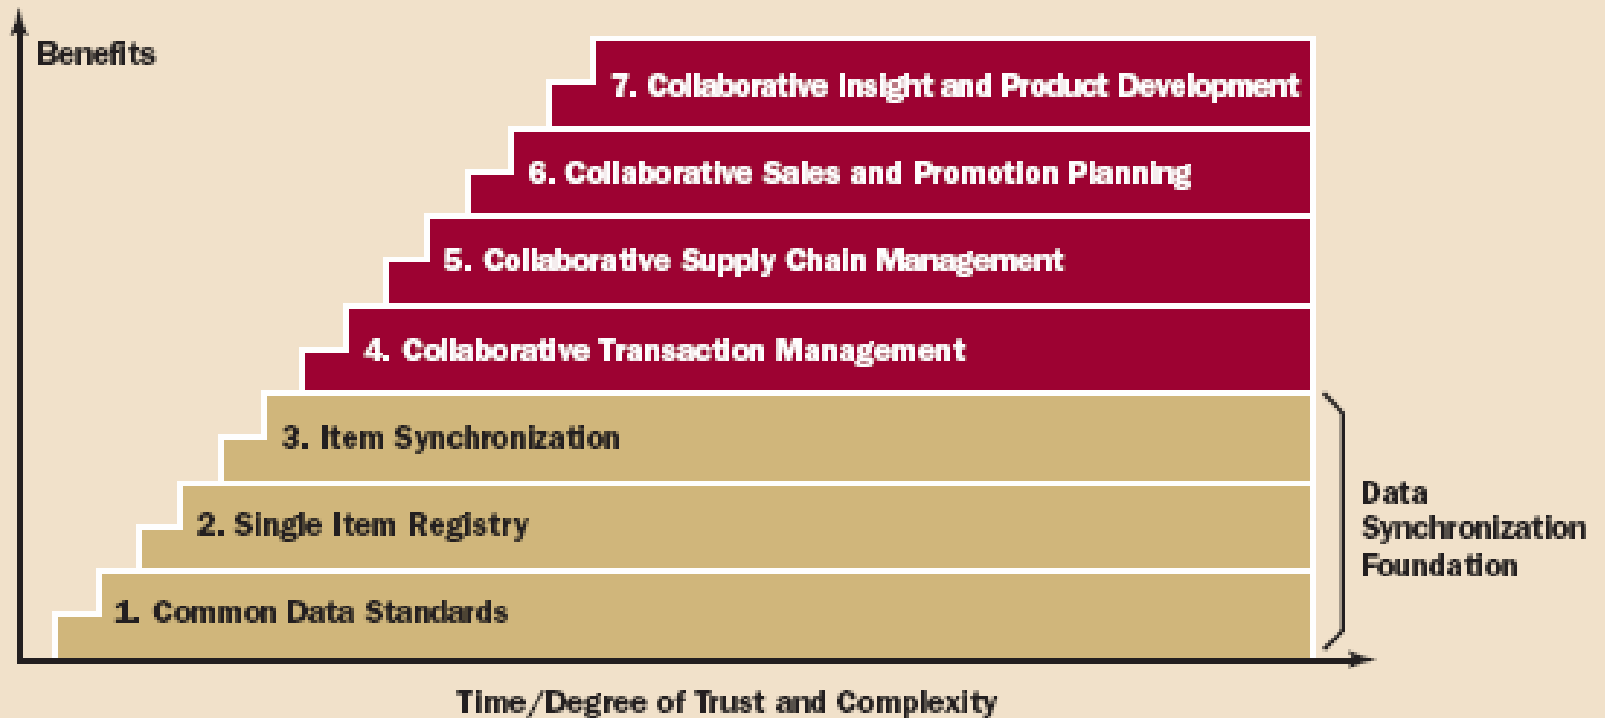 Benefits
7. Collaborative Insight and Product Development
6. Collaborative Sales and Promotion Planning
5. Collaborative Supply Chain Management
4. Collaborative Transaction Management
3. Item Synchronization
2. Single Item Registry
1. Common Data Standards
Data
Synchronization
Foundation
Time/Degree of Trust and Complexity